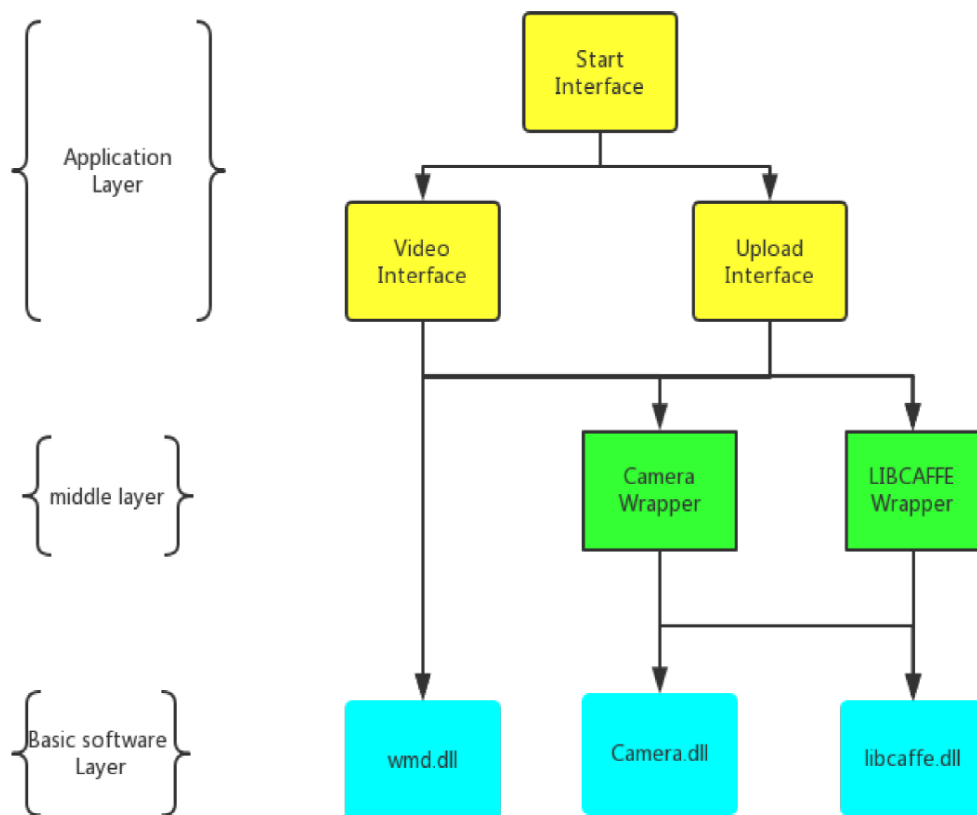 Start
Interface
Application
Layer
Video
Interface
Upload
Interface
middle layer
Camera
Wrapper
LIBCAFFE
Wrapper
Basic software
Layer
wmd.dll
Camera.dll
libcaffe.dll